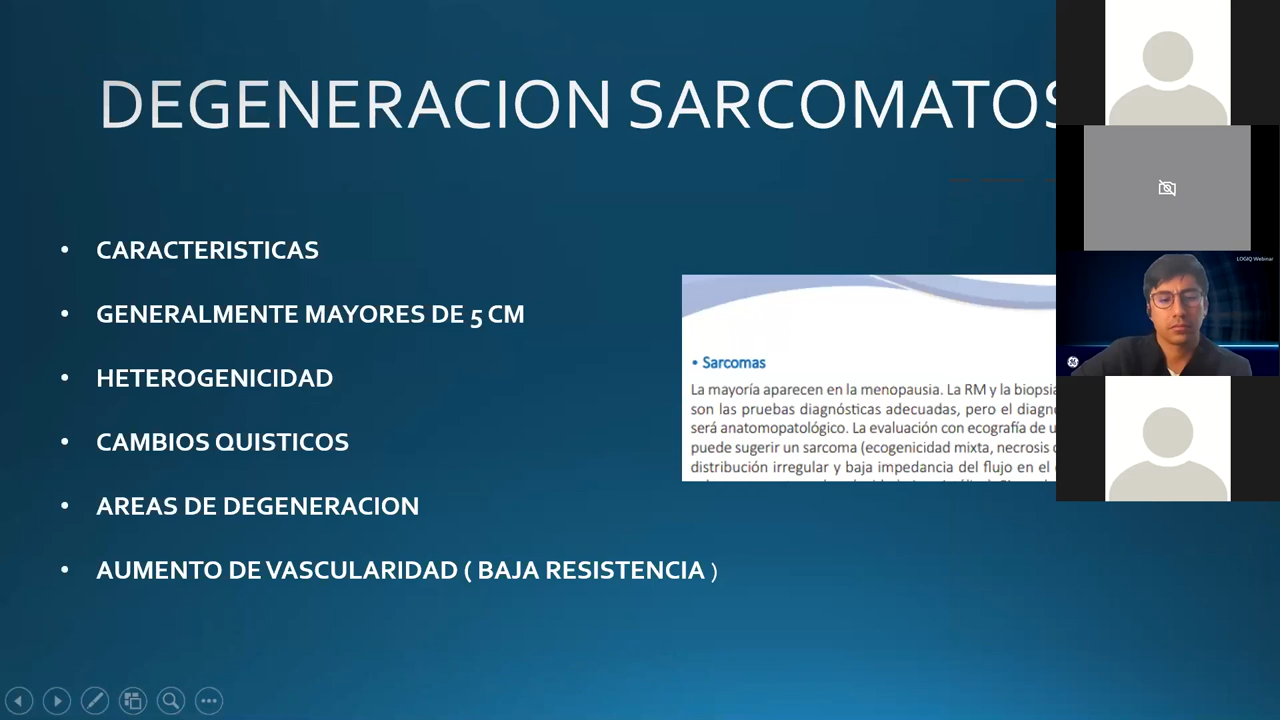 DEGENERACION SARCOMATOS
• CARACTERISTICAS
• GENERALMENTE MAYORES DE 5 CM
• HETEROGENICIDAD
• CAMBIOS QUISTICOS
• AREAS DE DEGENERACION
• AUMENTO DE VASCULARIDAD ( BAJA RESISTENCIA )
• Sarcomas
La mayoría aparecen en la menopausia. La RM y la biopsia
son las pruebas diagnósticas adecuadas, pero el
será anatomopatológico. La evaluación con ecografía de
puede sugerir un sarcoma (ecogenicidad mixta, necrosis
distribución irregular y baja impedancia del flujo en el
LOGIQ Webinar